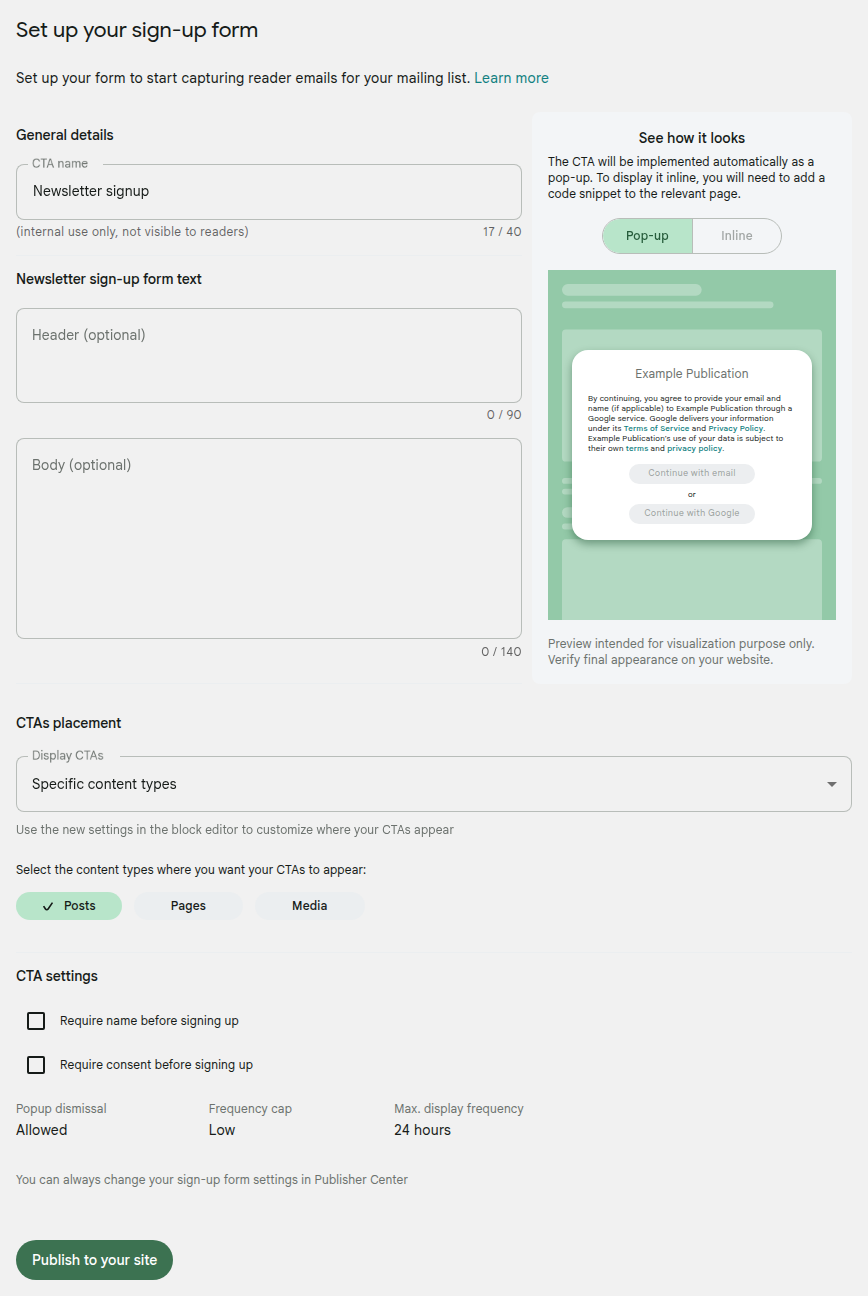 Set up your sign-up form
Set up your form to start capturing reader emails for your mailing list. Learn more
General details
CTA name
Newsletter signup
(internal use only, not visible to readers)
17 / 40
Newsletter sign-up form text
Header (optional)
0 / 90
Body (optional)
0 / 140
See how it looks
The CTA will be implemented automatically as a
pop-up. To display it inline, you will need to add a
code snippet to the relevant page.
Pop-up
Inline
Example Publication
By continuing, you agree to provide your email and
name (if applicable) to Example Publication through a
Google service. Google delivers your information
under its Terms of Service and Privacy Policy.
Example Publication's use of your data is subject to
their own terms and privacy policy.
Continue with email
or
Continue with Google
Preview intended for visualization purpose only.
Verify final appearance on your website.
CTAs placement
Display CTAs
Specific content types
Use the new settings in the block editor to customize where your CTAs appear
Select the content types where you want your CTAs to appear:
Posts
Pages
Media
CTA settings
Require name before signing up
Require consent before signing up
Popup dismissal
Allowed
Frequency cap
Low
Max. display frequency
24 hours
You can always change your sign-up form settings in Publisher Center
Publish to your site